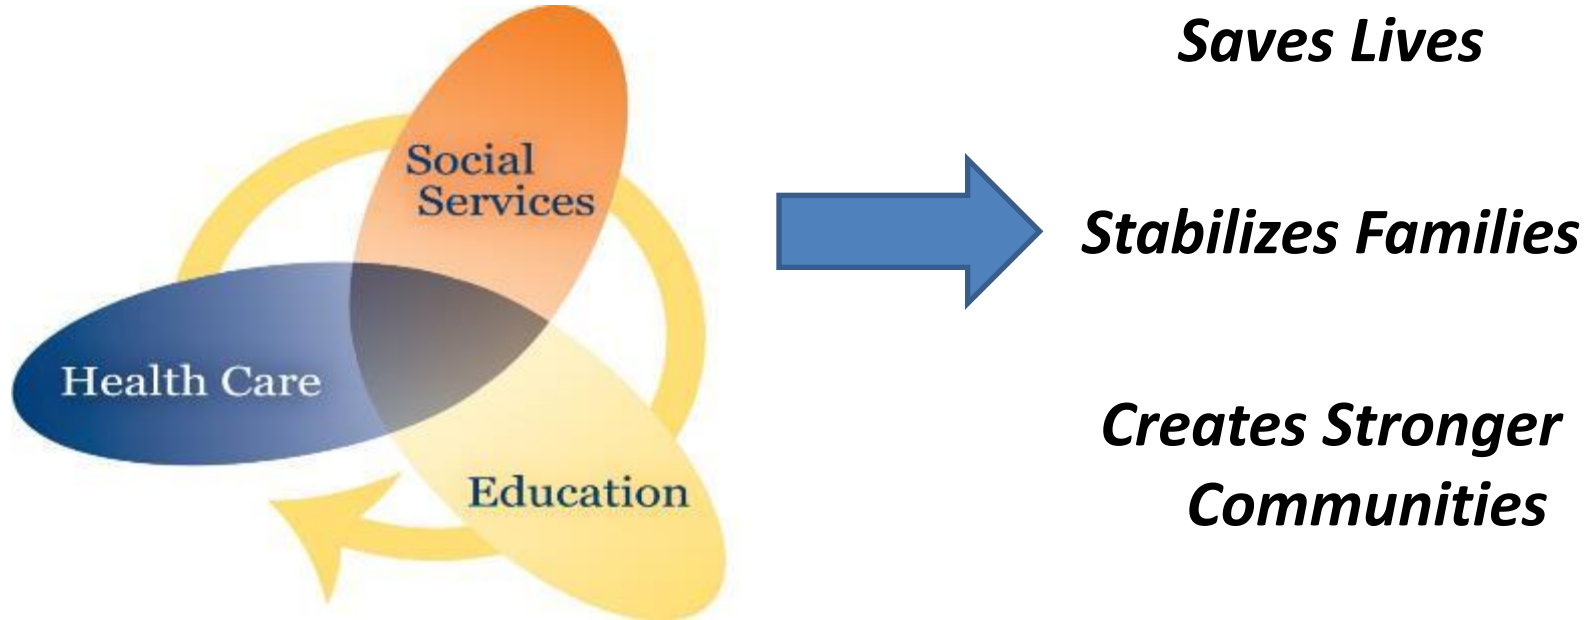 Social
Services
Health Care
Education
Saves Lives
Stabilizes Families
Creates Stronger
Communities